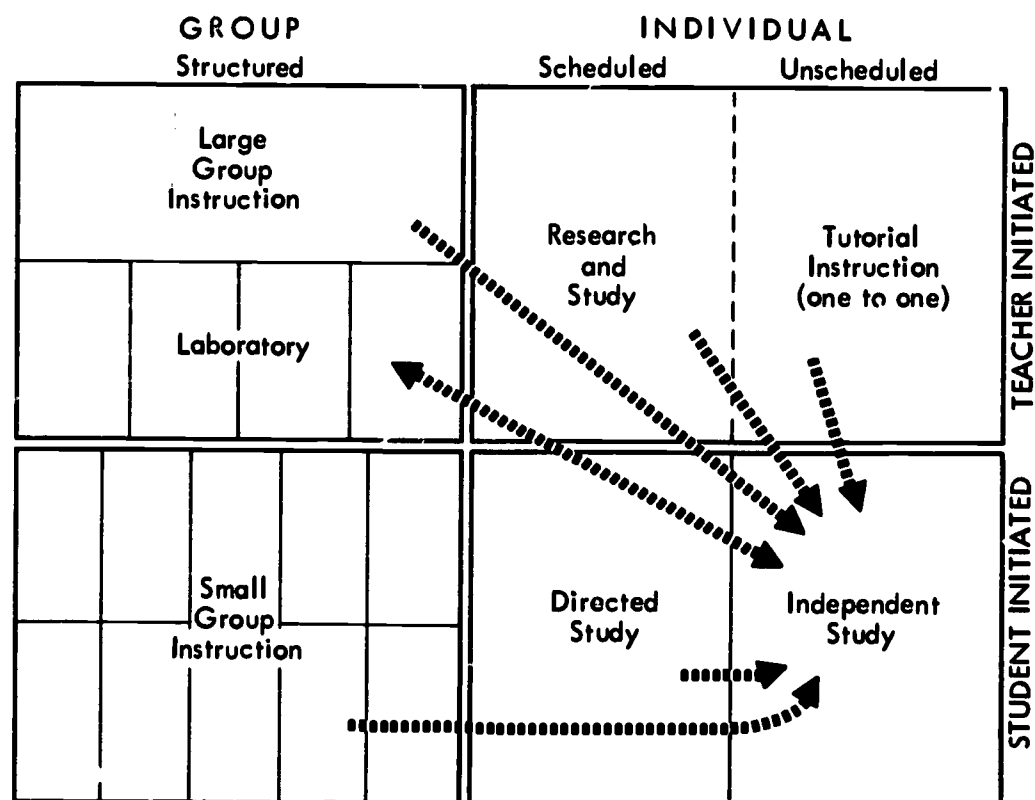 GROUP
INDIVIDUAL
Structured
Scheduled
Unscheduled
Large
Group
Instruction
Laboratory
Research
and
Study
Tutorial
Instruction
(one to one)
TEACHER INITIATED
Small
Group
Instruction
Directed
Study
Independent
Study
STUDENT INITIATED